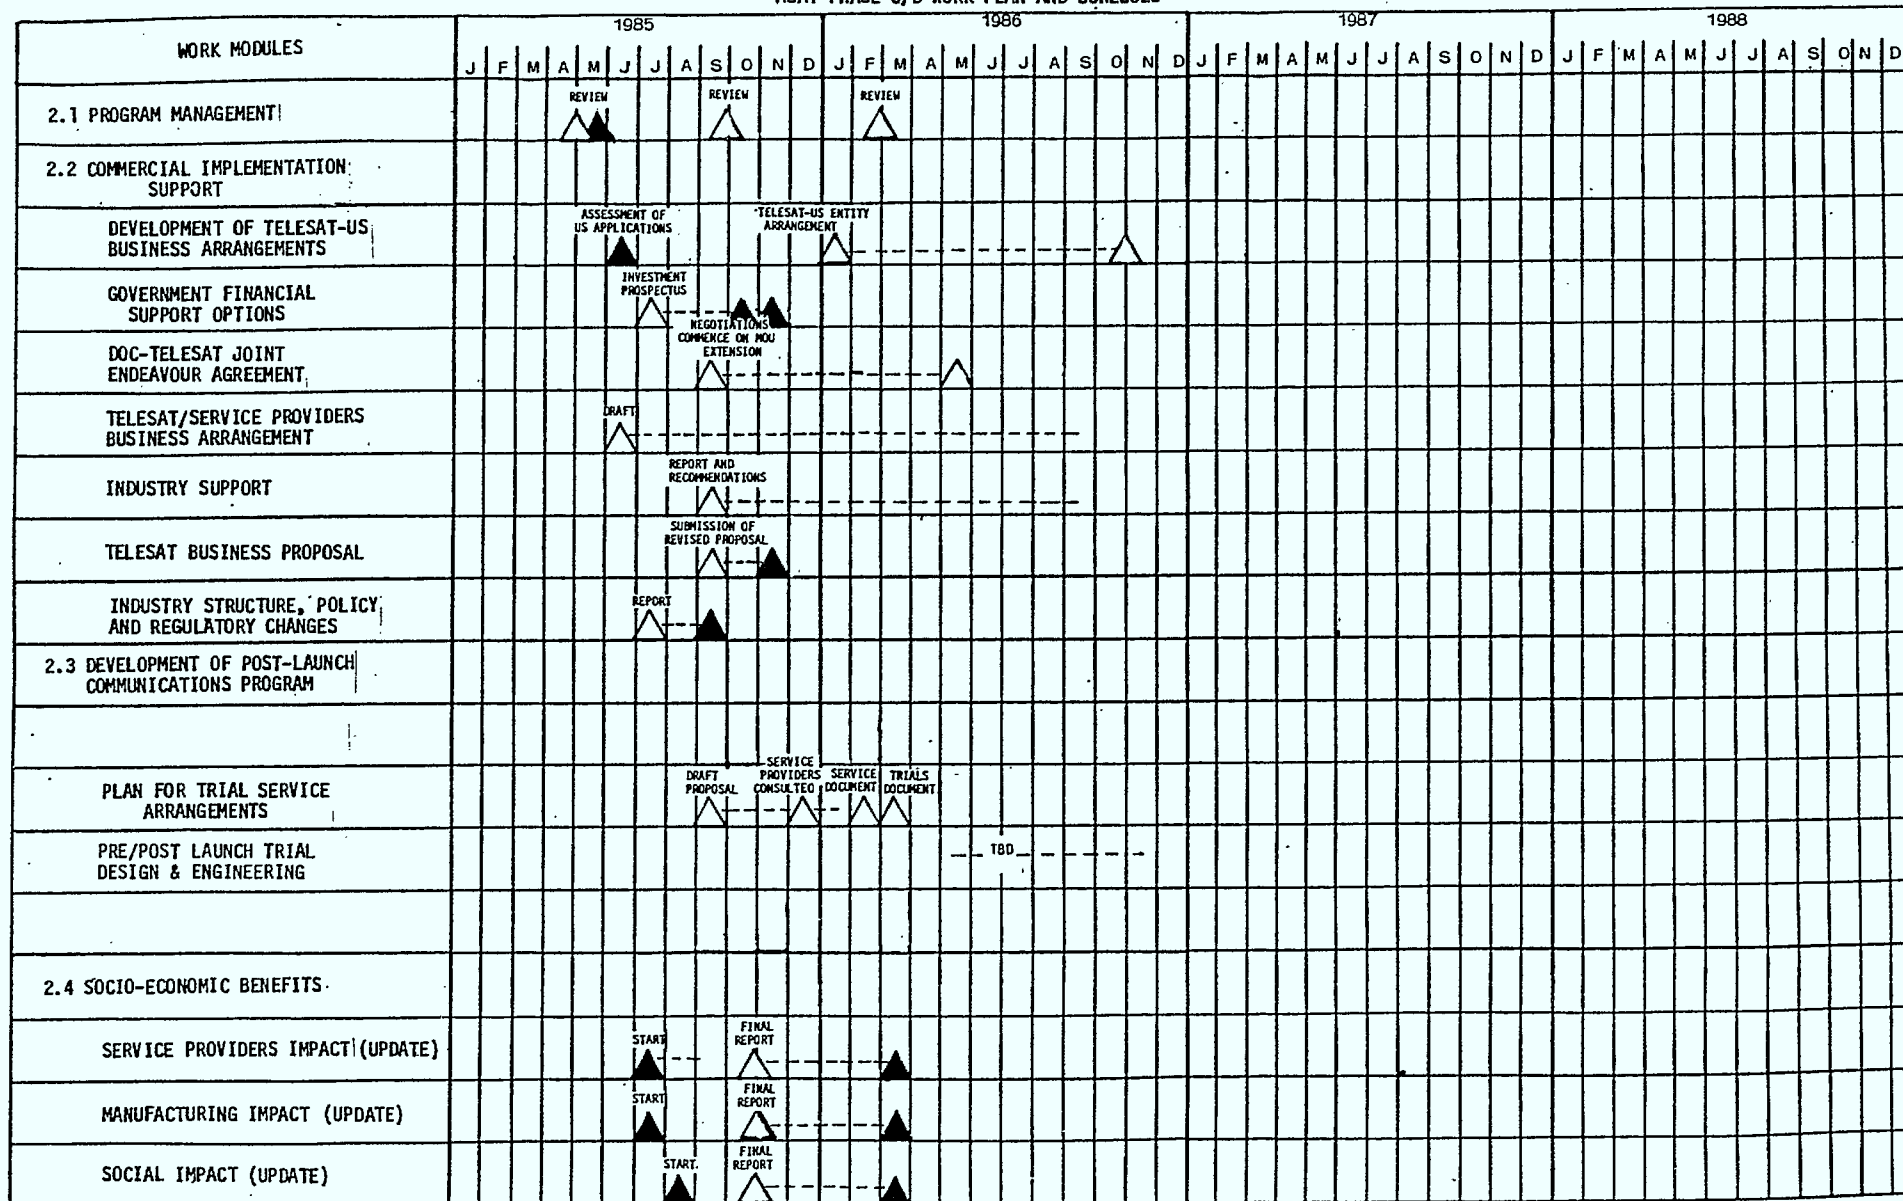 1985 1986 1987 1988
WORK MODULES
J F M A M J J A S O N D J F M A M J J A S O N D J F M A M J J A S O N D J F M A M J J A S O N D
REVIEW REVIEW REVIEW
2.1 PROGRAM MANAGEMENT
2.2 COMMERCIAL IMPLEMENTATION
SUPPORT
ASSESSMENT OF
US APPLICATIONS
TELESAT-US ENTITY
ARRANGEMENT
DEVELOPMENT OF TELESAT-US
BUSINESS ARRANGEMENTS
INVESTMENT
PROSPECTUS
GOVERNMENT FINANCIAL
SUPPORT OPTIONS
NEGOTIATIONS
COMMENCE ON MOU
EXTENSION
DOC-TELESAT JOINT
ENDEAVOUR AGREEMENT
DRAFT
TELESAT/SERVICE PROVIDERS
BUSINESS ARRANGEMENT
REPORT AND
RECOMMENDATIONS
INDUSTRY SUPPORT
SUBMISSION OF
REVISED PROPOSAL
TELESAT BUSINESS PROPOSAL
REPORT
INDUSTRY STRUCTURE, POLICY
AND REGULATORY CHANGES
2.3 DEVELOPMENT OF POST-LAUNCH
COMMUNICATIONS PROGRAM
DRAFT
PROPOSAL
SERVICE
PROVIDERS
CONSULTED
SERVICE
DOCUMENT
TRIALS
DOCUMENT
PLAN FOR TRIAL SERVICE
ARRANGEMENTS
PRE/POST LAUNCH TRIAL
DESIGN & ENGINEERING
TBD
2.4 SOCIO-ECONOMIC BENEFITS
START
FINAL
REPORT
SERVICE PROVIDERS IMPACT (UPDATE)
START
FINAL
REPORT
MANUFACTURING IMPACT (UPDATE)
START
FINAL
REPORT
SOCIAL IMPACT (UPDATE)